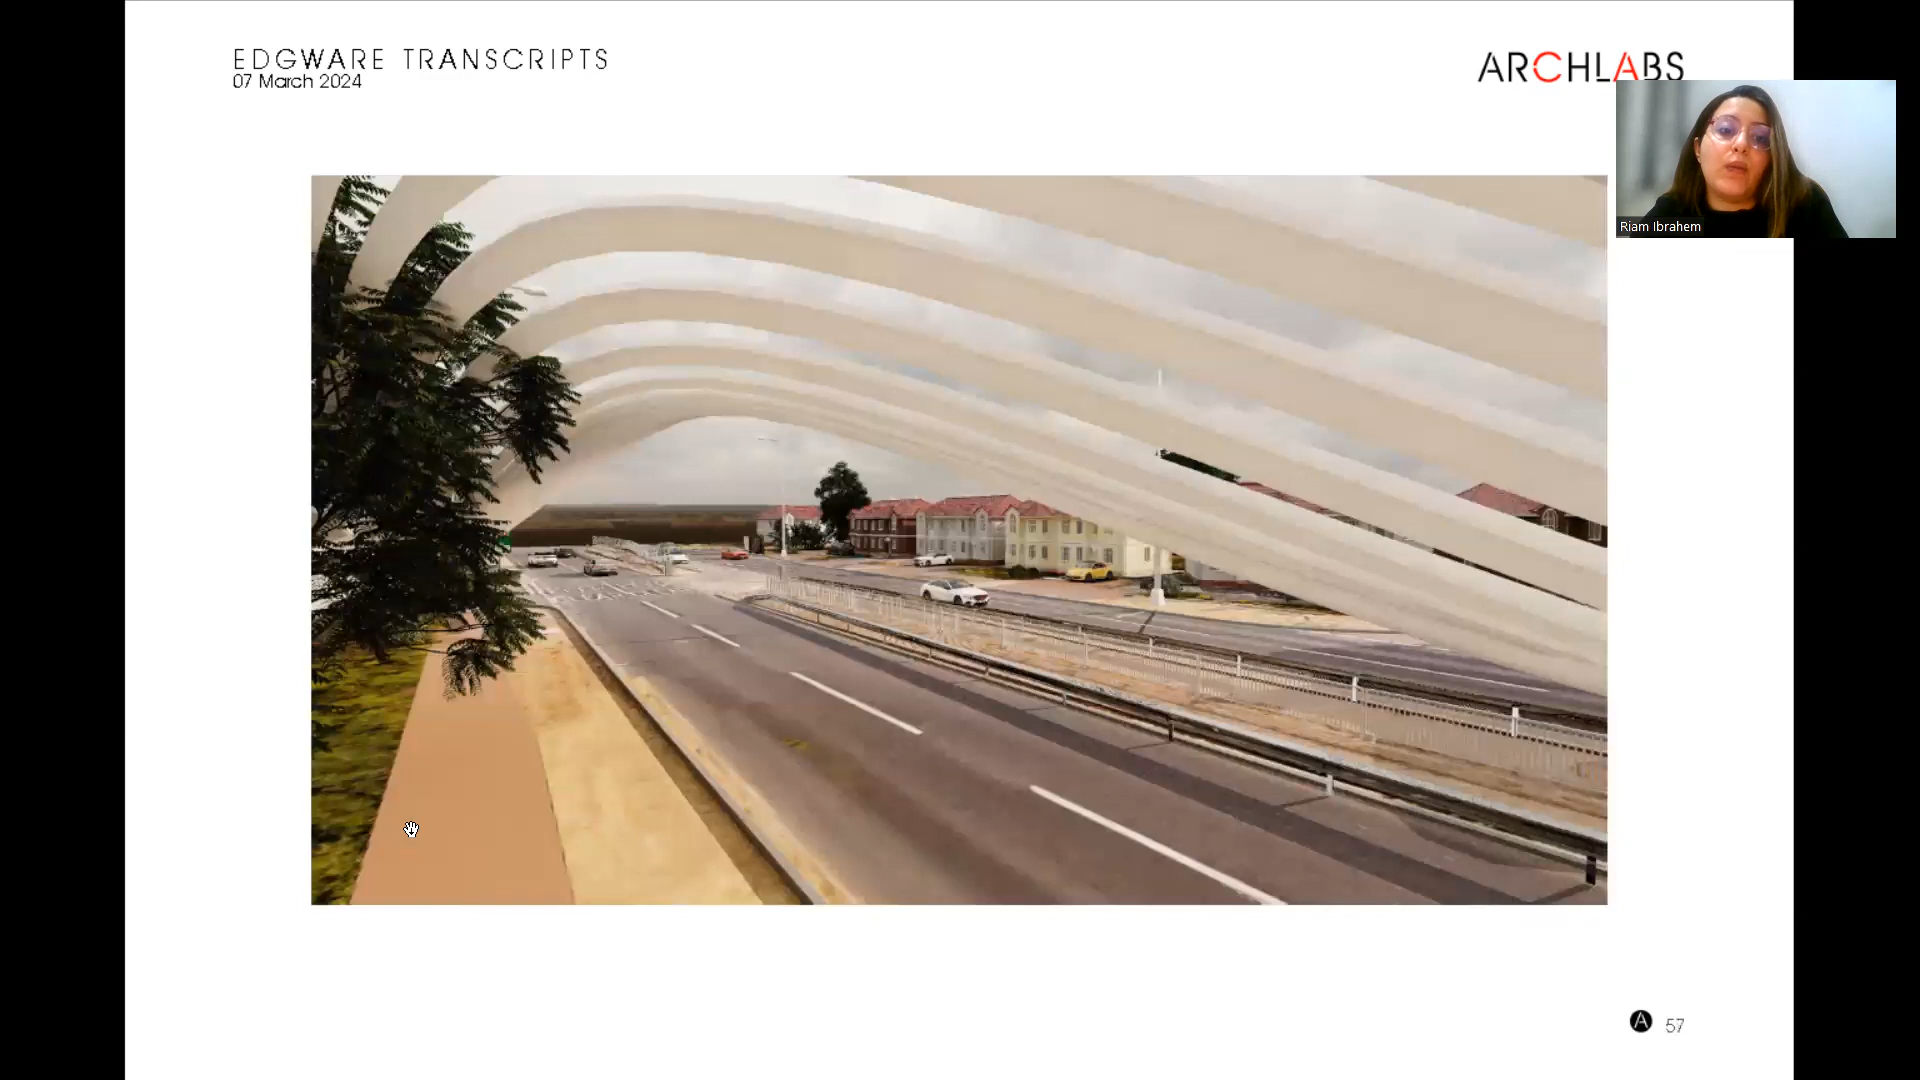 EDGWARE TRANSCRIPTS
07 March 2024
ARCHLABS
Riam Ibrahem
A 57